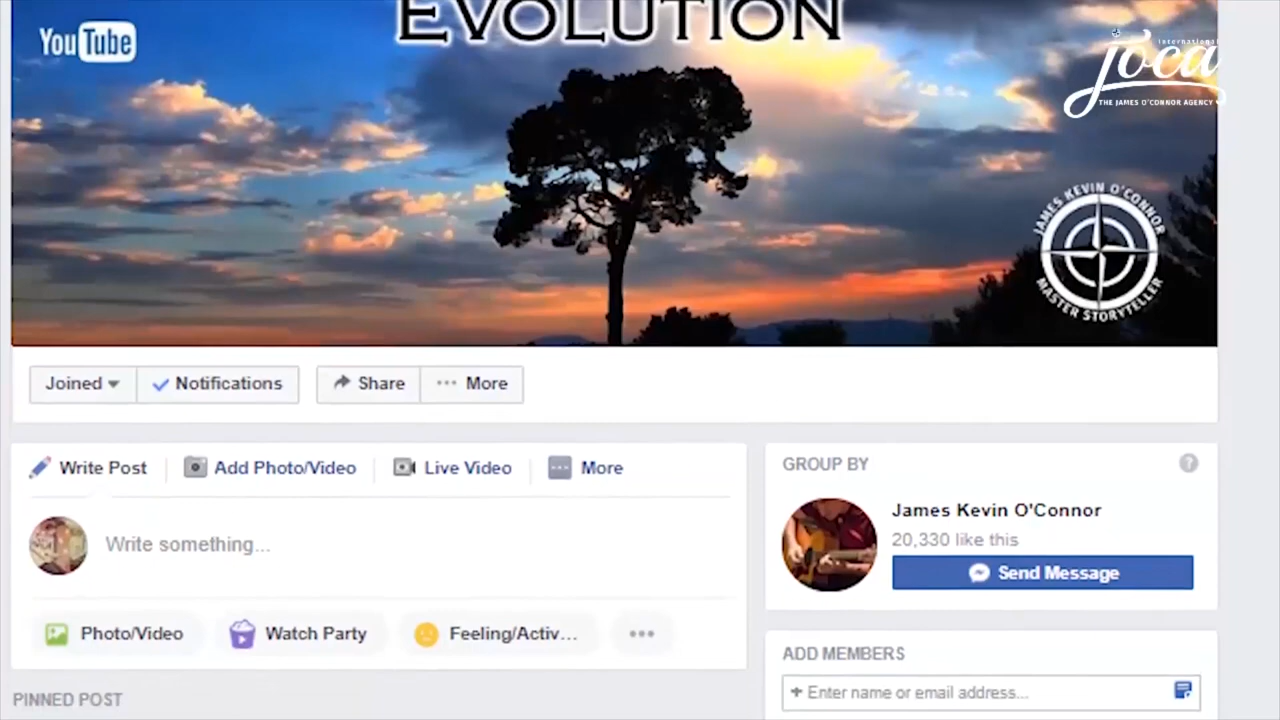 EVOLUTION
YouTube
international
joca
THE JAMES O'CONNOR AGENCY
JAMES KEVIN O'CONNOR
MASTER STORYTELLER
Joined Notifications Share More
Write Post Add Photo/Video Live Video More
Write something...
Photo/Video Watch Party Feeling/Activ...
PINNED POST
GROUP BY
James Kevin O'Connor
20,330 like this
Send Message
ADD MEMBERS
+ Enter name or email address...